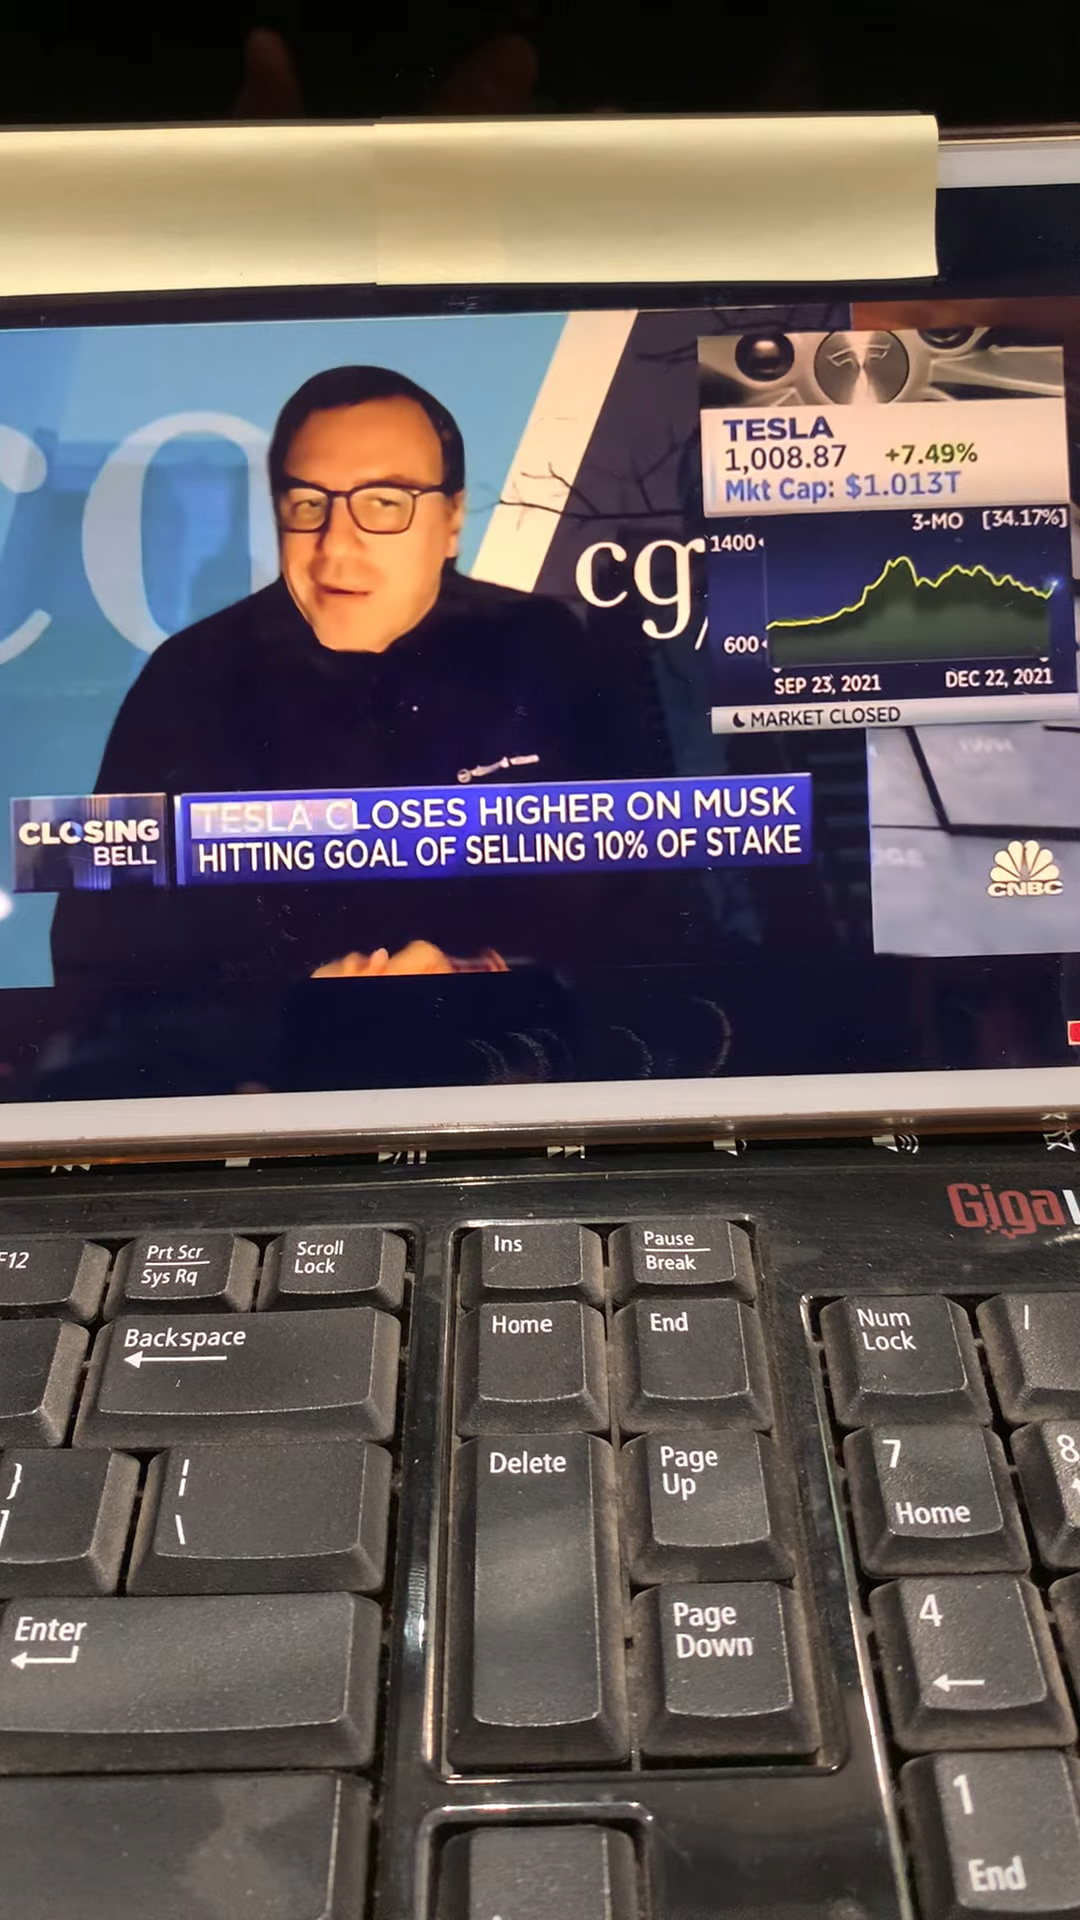 co
cg/
TESLA
1,008.87 +7.49%
Mkt Cap: $1.013T
3-MO [34.17%]
1400
600
SEP 23, 2021 DEC 22, 2021
MARKET CLOSED
CLOSING
BELL
TESLA CLOSES HIGHER ON MUSK
HITTING GOAL OF SELLING 10% OF STAKE
CNBC
Giga
F12
Prt Scr
Sys Rq
Scroll
Lock
Ins
Pause
Break
Backspace
Home
End
Num
Lock
/
}
]
|
\
Delete
Page
Up
7
Home
8
Enter
Page
Down
4
1
End